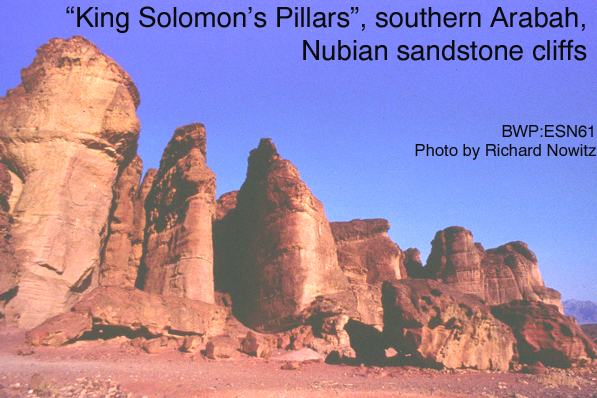 “King Solomon’s Pillars”, southern Arabah,
Nubian sandstone cliffs
BWP:ESN61
Photo by Richard Nowitz